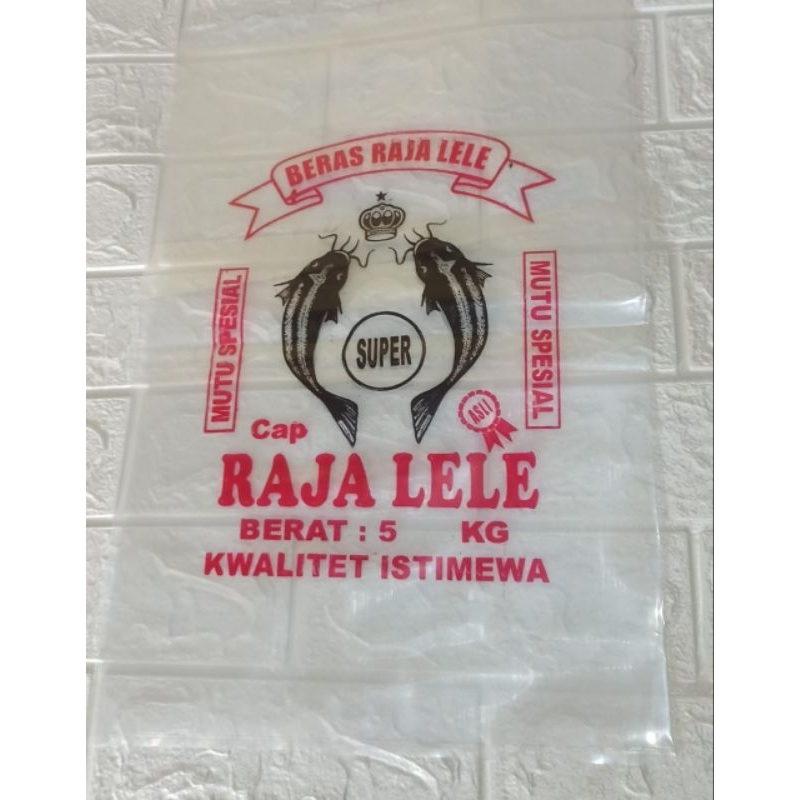 BERAS RAJA LELE
MUTU SPESIAL
SUPER
MUTU SPESIAL
ASLI
Cap
RAJA LELE
BERAT : 5 KG
KWALITET ISTIMEWA